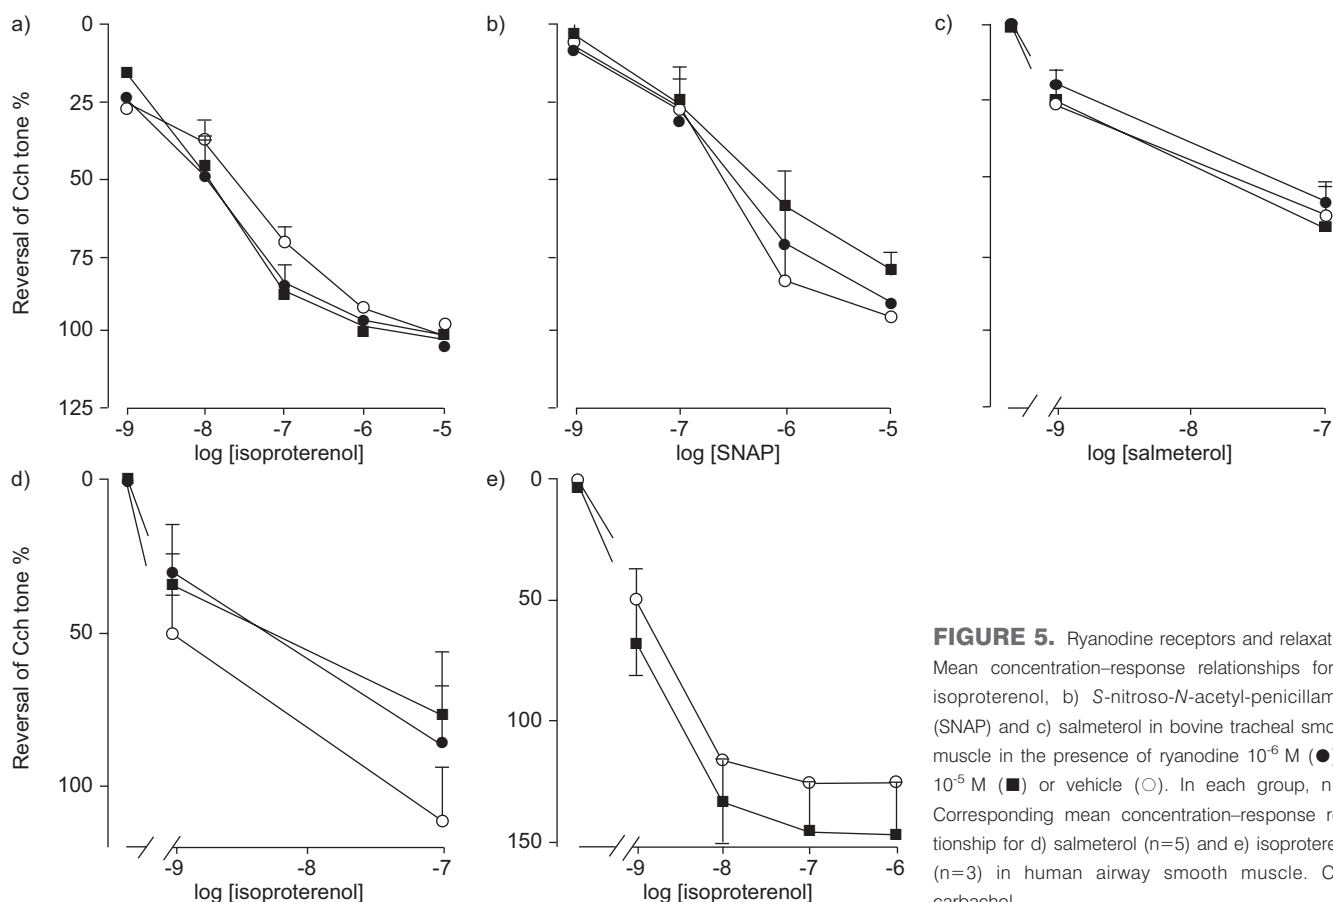 a)
0
25
50
75
100
125
Reversal of Cch tone %
-9 -8 -7 -6 -5
log [isoproterenol]
b)
-9 -7 -6 -5
log [SNAP]
c)
-9 -8 -7
log [salmeterol]
d)
0
50
100
Reversal of Cch tone %
-9 -8 -7
log [isoproterenol]
e)
0
50
100
150
-9 -8 -7 -6
log [isoproterenol]
FIGURE 5. Ryanodine receptors and
Mean concentration–response relationships for
isoproterenol, b) S-nitroso-N-acetyl-
(SNAP) and c) salmeterol in bovine tracheal
muscle in the presence of ryanodine 10⁻⁶ M (●)
10⁻⁵ M (■) or vehicle (○). In each group,
Corresponding mean concentration–response
tionship for d) salmeterol (n=5) and e)
(n=3) in human airway smooth muscle.